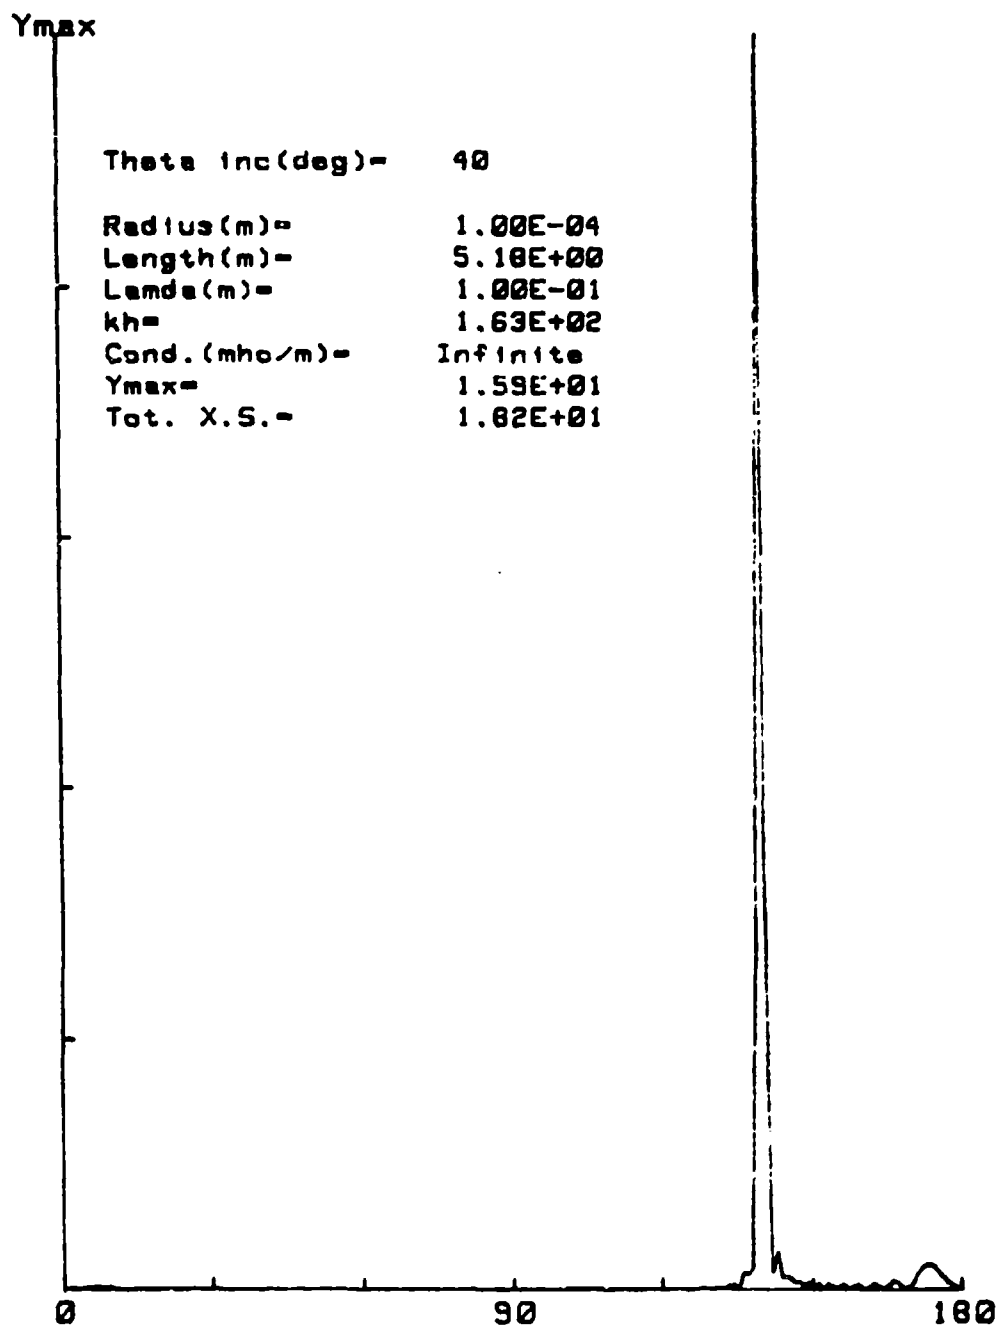 Ymax
Theta inc(deg)= 40
Radius(m)= 1.00E-04
Length(m)= 5.18E+00
Lamda(m)= 1.00E-01
kh= 1.63E+02
Cond.(mho/m)= Infinite
Ymax= 1.59E+01
Tot. X.S.= 1.82E+01
0 90 180